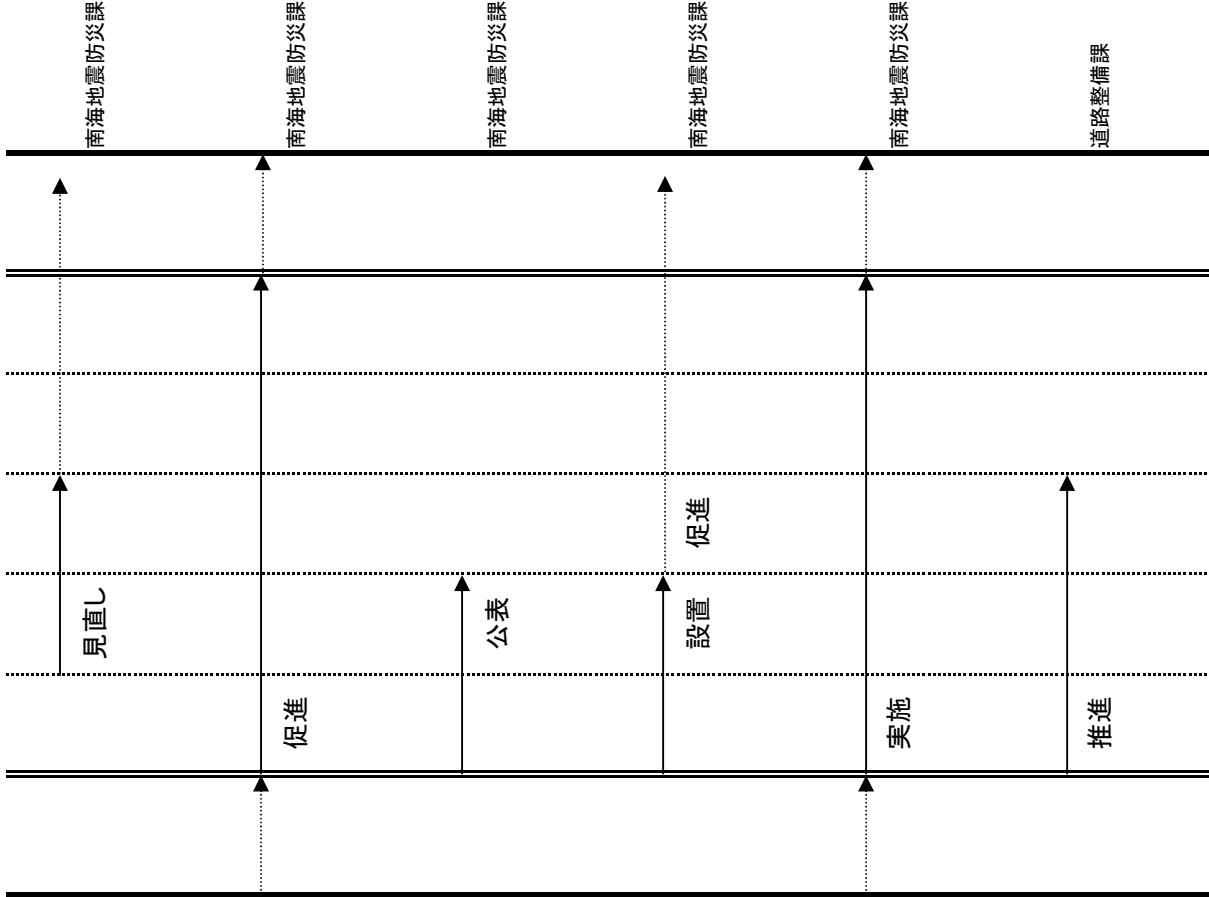 南海地震防災課
南海地震防災課
南海地震防災課
南海地震防災課
南海地震防災課
道路整備課
見直し
促進
公表
設置
促進
実施
推進